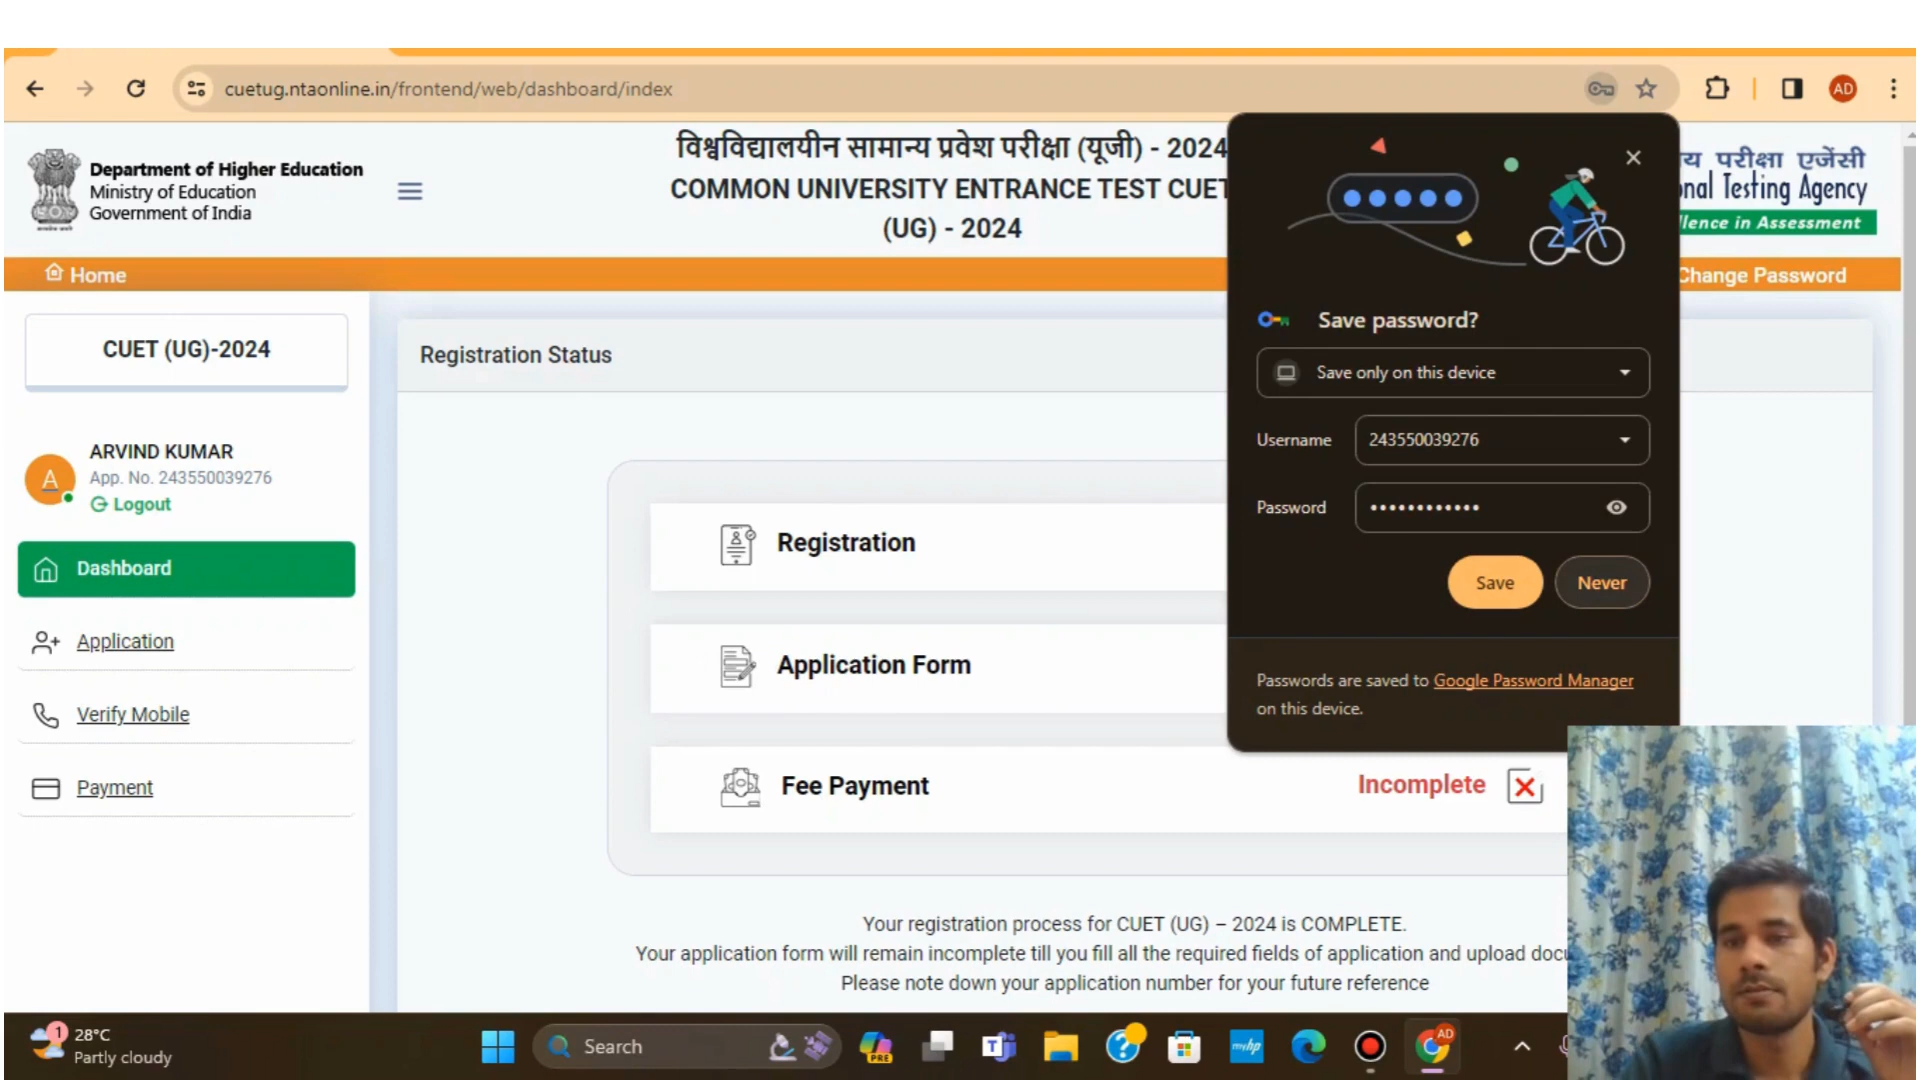 cuetug.ntaonline.in/frontend/web/dashboard/index
AD
Department of Higher Education
Ministry of Education
Government of India
विश्वविद्यालयीन सामान्य प्रवेश परीक्षा (यूजी) - 2024
COMMON UNIVERSITY ENTRANCE TEST CUET
(UG) - 2024
य परीक्षा एजेंसी
onal Testing Agency
llence in Assessment
Home
Change Password
CUET (UG)-2024
ARVIND KUMAR
A
App. No. 243550039276
Logout
Dashboard
Application
Verify Mobile
Payment
Registration Status
Registration
Application Form
Fee Payment
Incomplete
Your registration process for CUET (UG) – 2024 is COMPLETE.
Your application form will remain incomplete till you fill all the required fields of application and upload docu
Please note down your application number for your future reference
Save password?
Save only on this device
Username
243550039276
Password
••••••••••••
Save
Never
Passwords are saved to Google Password Manager
on this device.
1
28°C
Partly cloudy
Search
PRE
T
?
myhp
AD